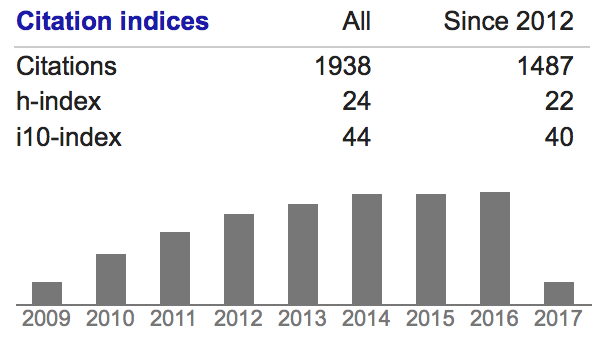 Citation indices All Since 2012
Citations 1938 1487
h-index 24 22
i10-index 44 40
2009 2010 2011 2012 2013 2014 2015 2016 2017